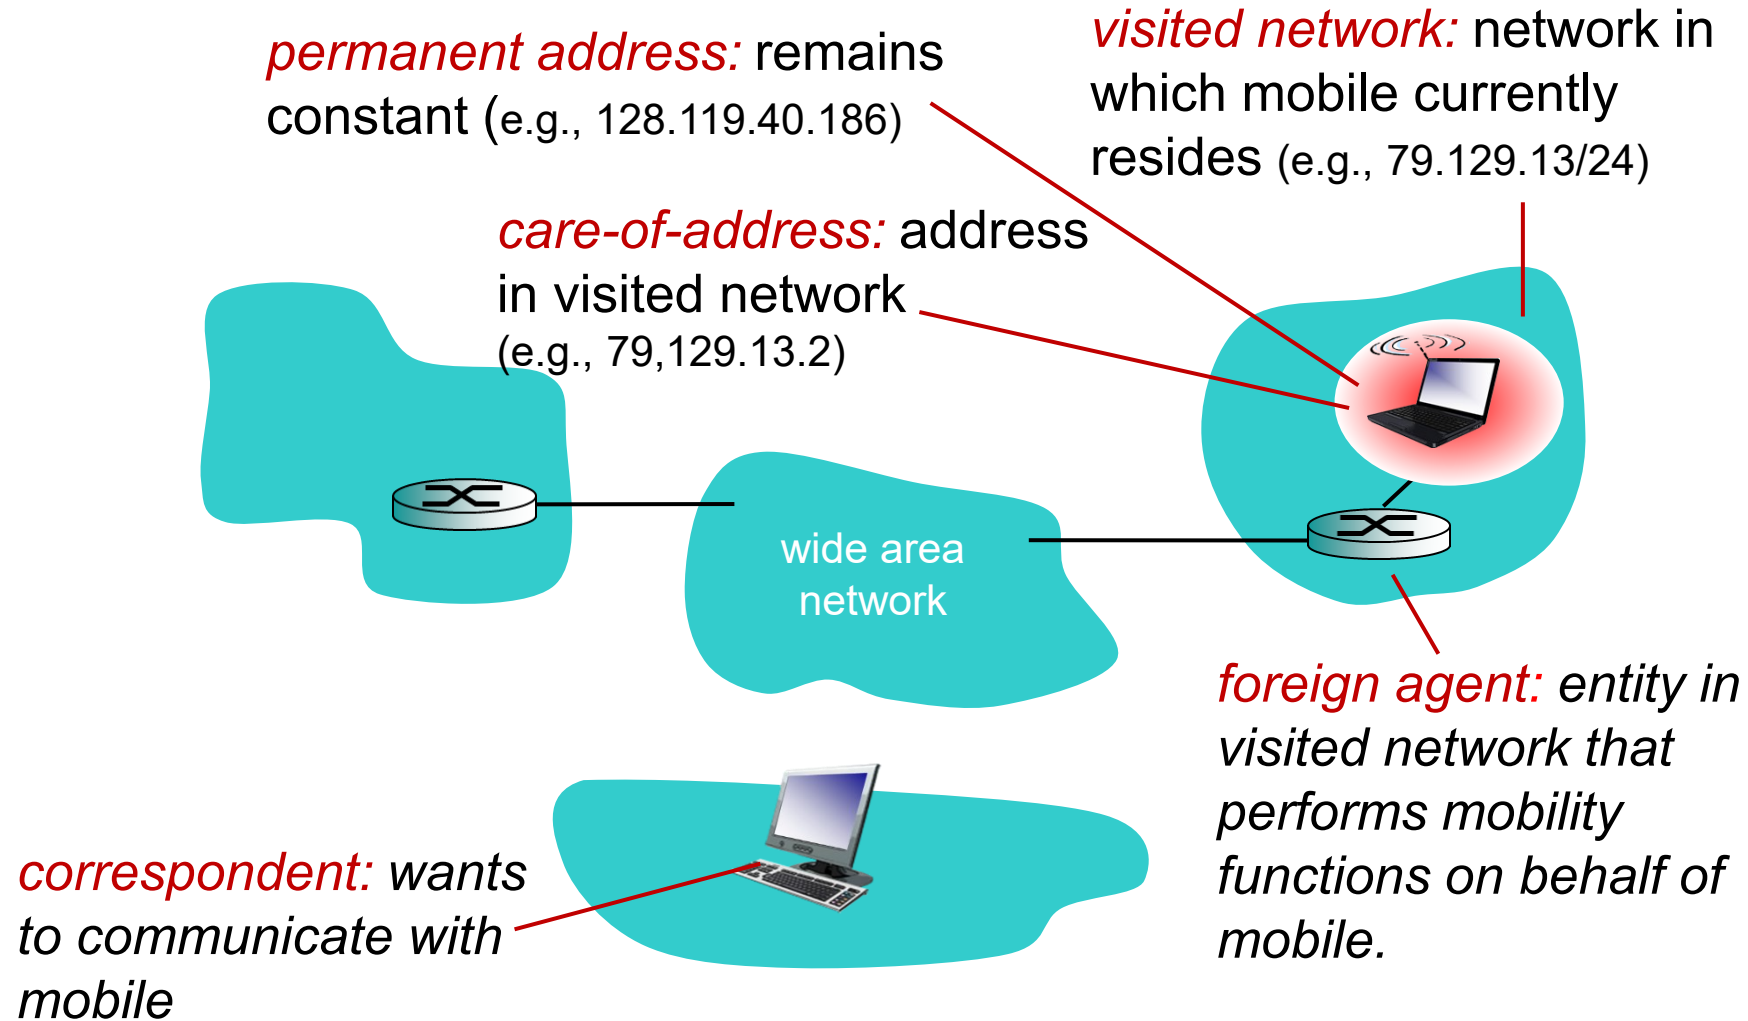 permanent address: remains
constant (e.g., 128.119.40.186)
visited network: network in
which mobile currently
resides (e.g., 79.129.13/24)
care-of-address: address
in visited network
(e.g., 79,129.13.2)
wide area
network
foreign agent: entity in
visited network that
performs mobility
functions on behalf of
mobile.
correspondent: wants
to communicate with
mobile